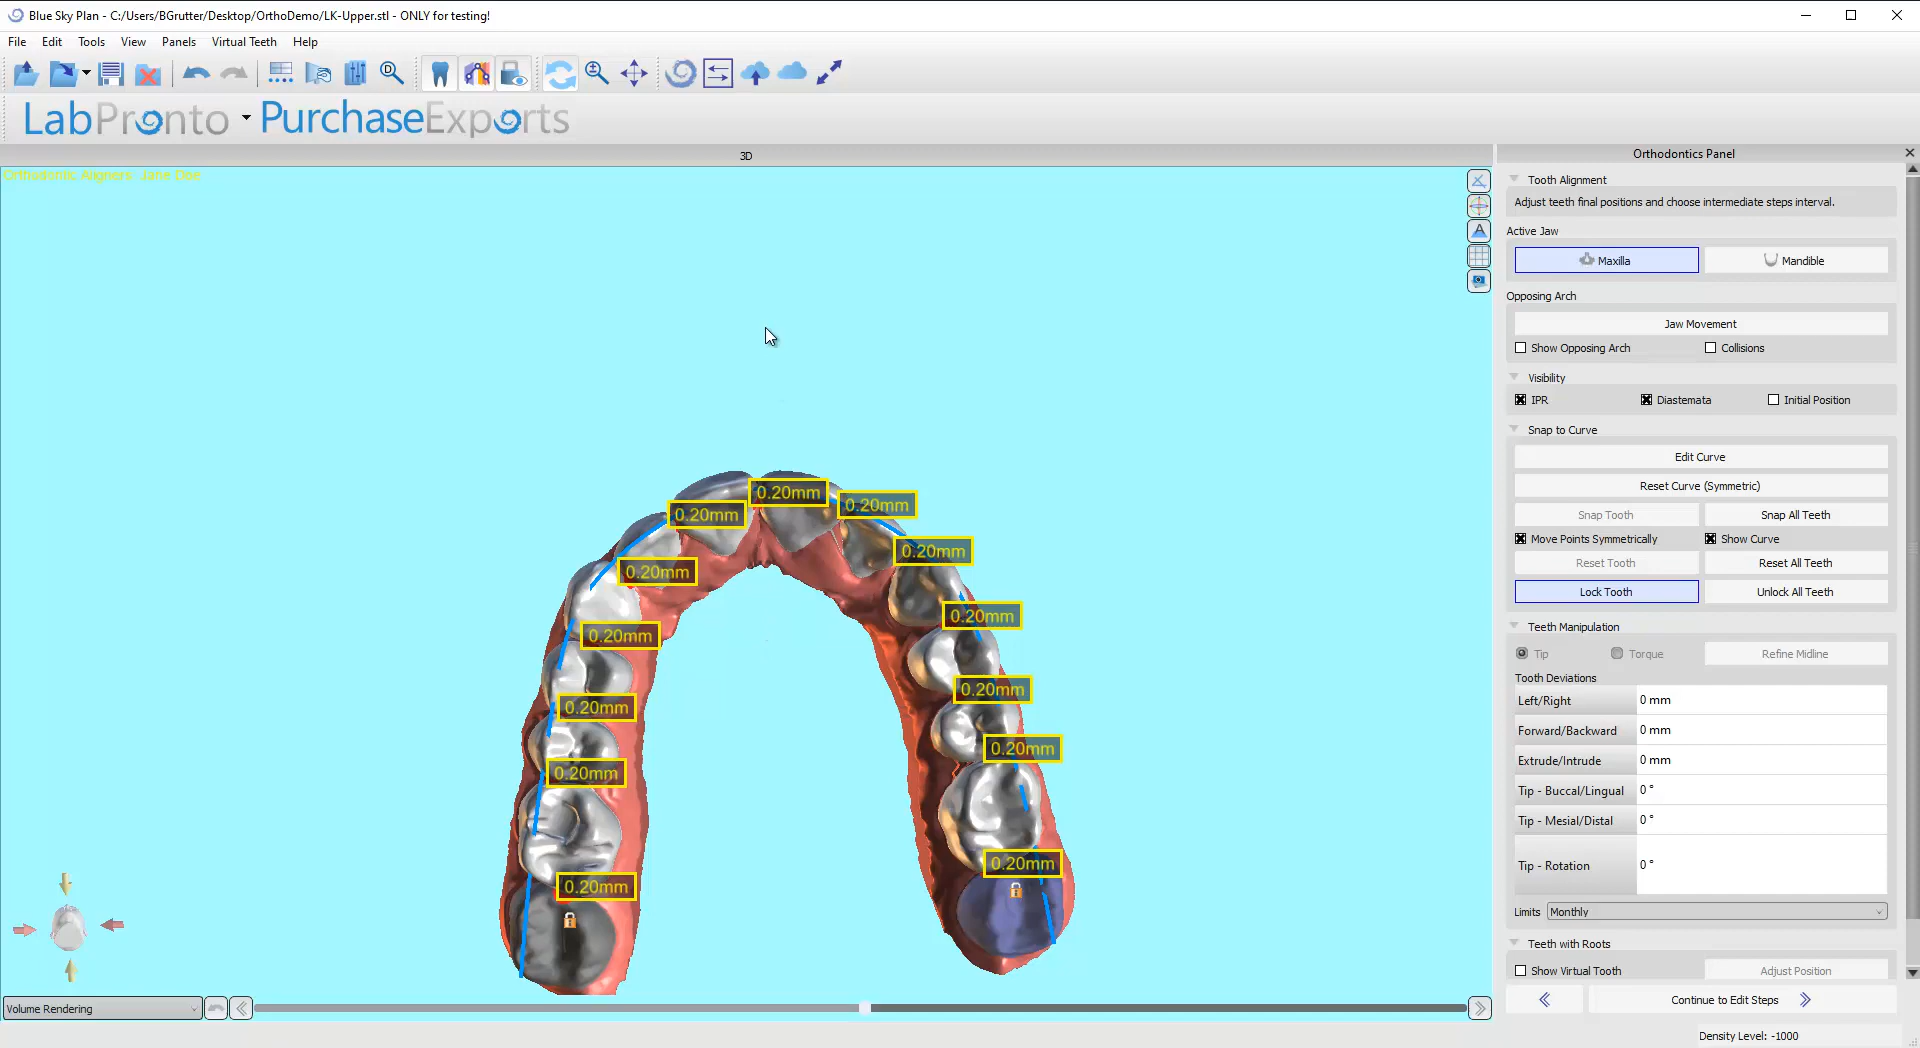 Blue Sky Plan - C:/Users/BGrutter/Desktop/OrthoDemo/LK-Upper.stl - ONLY for testing!
File Edit Tools View Panels Virtual Teeth Help
LabPronto PurchaseExports
3D
Orthodontic Aligners: Jane Doe
0.20mm
0.20mm
0.20mm
0.20mm
0.20mm
0.20mm
0.20mm
0.20mm
0.20mm
0.20mm
0.20mm
0.20mm
0.20mm
Volume Rendering
Orthodontics Panel
Tooth Alignment
Adjust teeth final positions and choose intermediate steps interval.
Active Jaw
Maxilla Mandible
Opposing Arch
Jaw Movement
Show Opposing Arch Collisions
Visibility
IPR Diastemata Initial Position
Snap to Curve
Edit Curve
Reset Curve (Symmetric)
Snap Tooth Snap All Teeth
Move Points Symmetrically Show Curve
Reset Tooth Reset All Teeth
Lock Tooth Unlock All Teeth
Teeth Manipulation
Tip Torque Refine Midline
Tooth Deviations
Left/Right 0 mm
Forward/Backward 0 mm
Extrude/Intrude 0 mm
Tip - Buccal/Lingual 0 °
Tip - Mesial/Distal 0 °
Tip - Rotation 0 °
Limits Monthly
Teeth with Roots
Show Virtual Tooth Adjust Position
Continue to Edit Steps
Density Level: -1000